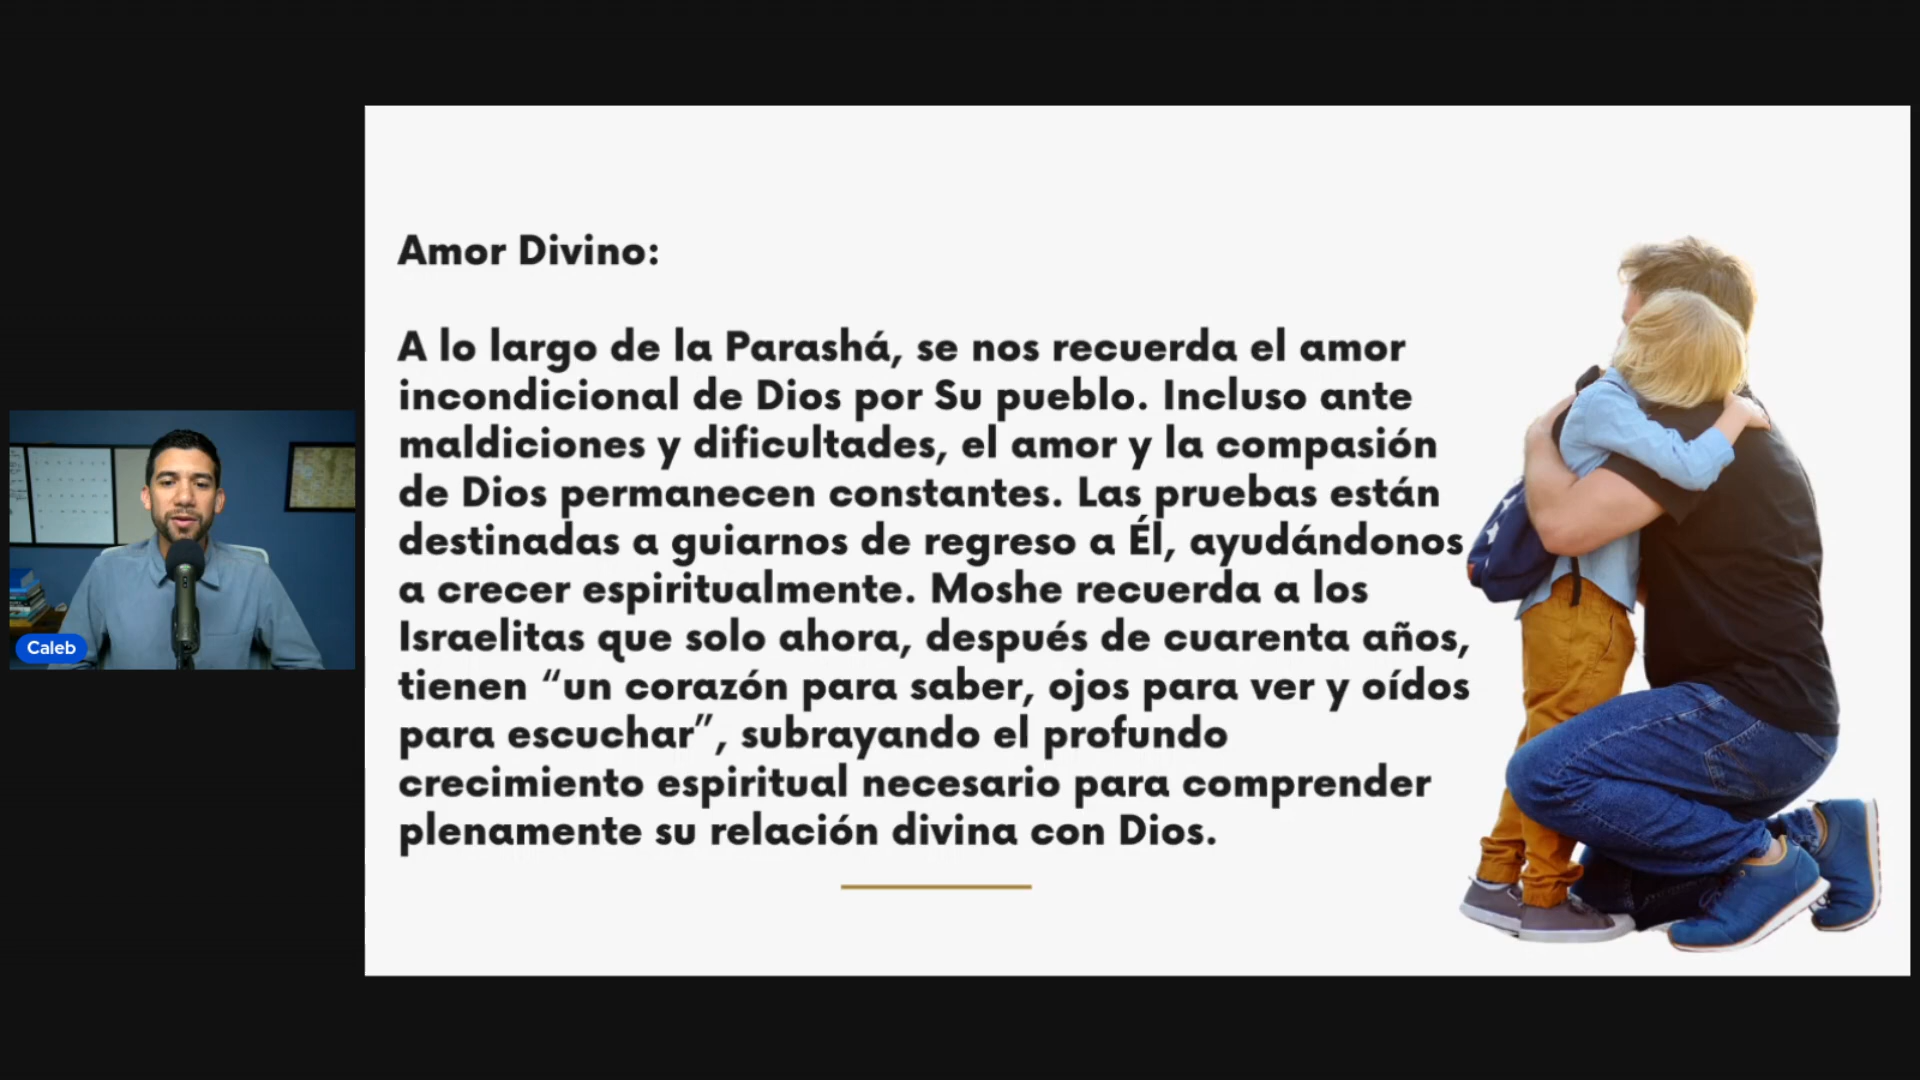 Amor Divino:
A lo largo de la Parashá, se nos recuerda el amor
incondicional de Dios por Su pueblo. Incluso ante
maldiciones y dificultades, el amor y la compasión
de Dios permanecen constantes. Las pruebas están
destinadas a guiarnos de regreso a Él, ayudándonos
a crecer espiritualmente. Moshe recuerda a los
Israelitas que solo ahora, después de cuarenta años,
tienen “un corazón para saber, ojos para ver y oídos
para escuchar”, subrayando el profundo
crecimiento espiritual necesario para comprender
plenamente su relación divina con Dios.
Caleb